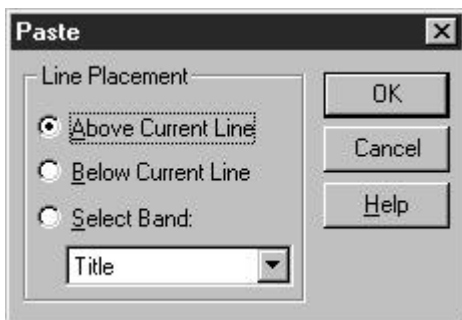 Paste
Line Placement
Above Current Line
Below Current Line
Select Band:
Title
OK
Cancel
Help